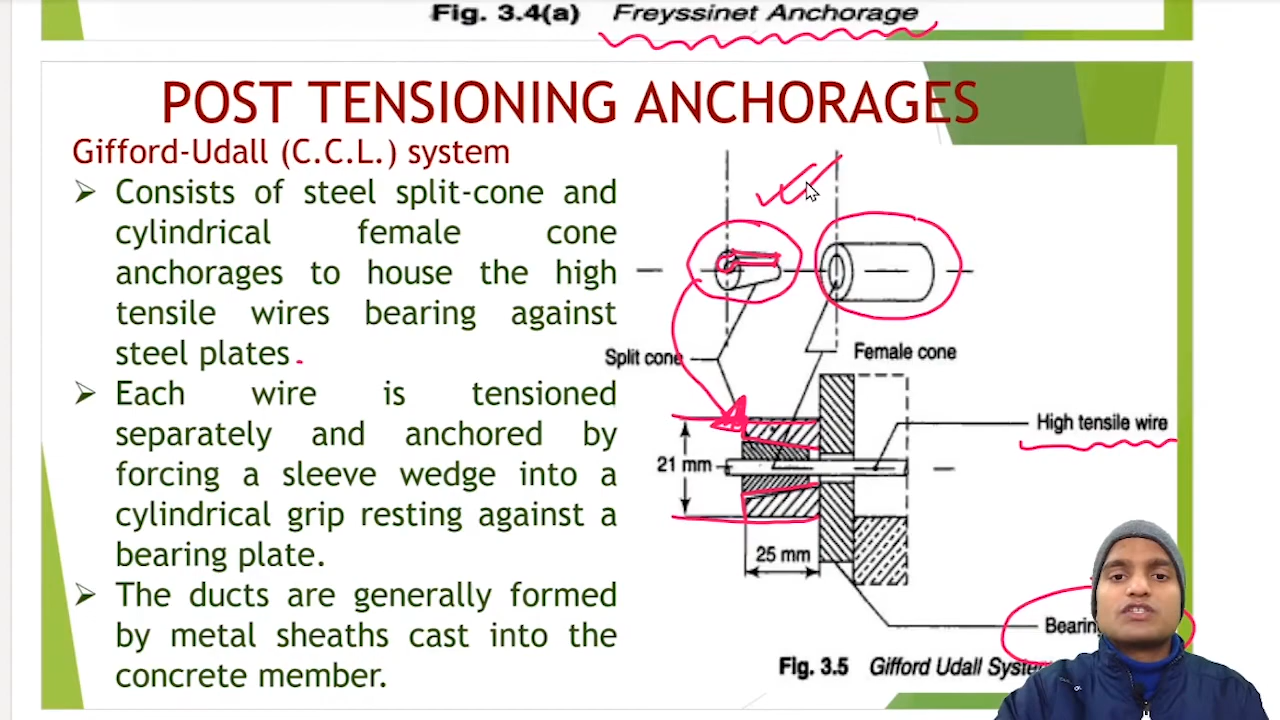 Fig. 3.4(a) Freyssinet Anchorage
POST TENSIONING ANCHORAGES
Gifford-Udall (C.C.L.) system
Consists of steel split-cone and
cylindrical female cone
anchorages to house the high
tensile wires bearing against
steel plates
Each wire is tensioned
separately and anchored by
forcing a sleeve wedge into a
cylindrical grip resting against a
bearing plate.
The ducts are generally formed
by metal sheaths cast into the
concrete member.
Split cone
Female cone
High tensile wire
21 mm
25 mm
Fig. 3.5 Gifford Udall